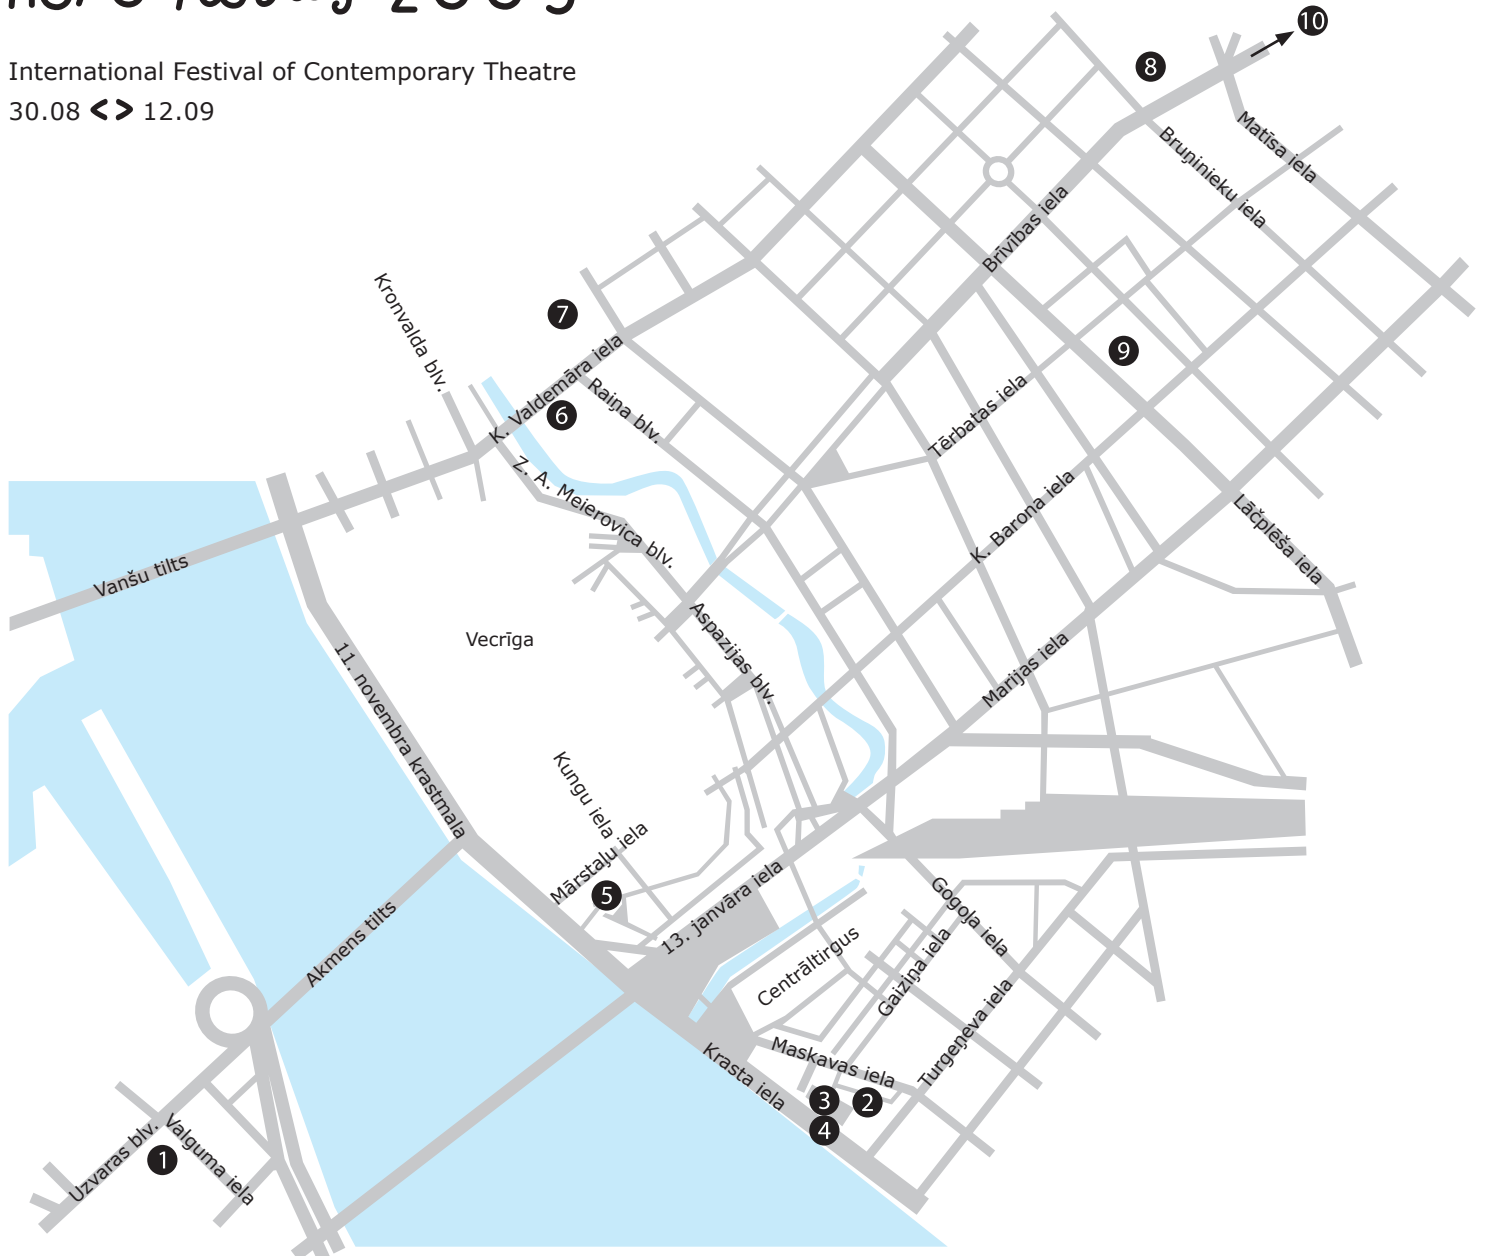 2009
International Festival of Contemporary Theatre
30.08 <> 12.09
10
8
Matīsa iela
Bruņinieku iela
Brīvības iela
Kronvalda blv.
7
K. Valdemāra iela
6
Raiņa blv.
9
Tērbatas iela
Z. A. Meierovica blv.
K. Barona iela
Lāčplēša iela
Vanšu tilts
Vecrīga
Aspazijas blv.
11. novembra krastmala
Marijas iela
Kungu iela
Mārstaļu iela
5
13. janvāra iela
Gogoļa iela
Akmens tilts
Centrāltirgus
Gaiziņa iela
Turgeņeva iela
Maskavas iela
Krasta iela
3
2
4
Uzvaras blv.
Valguma iela
1